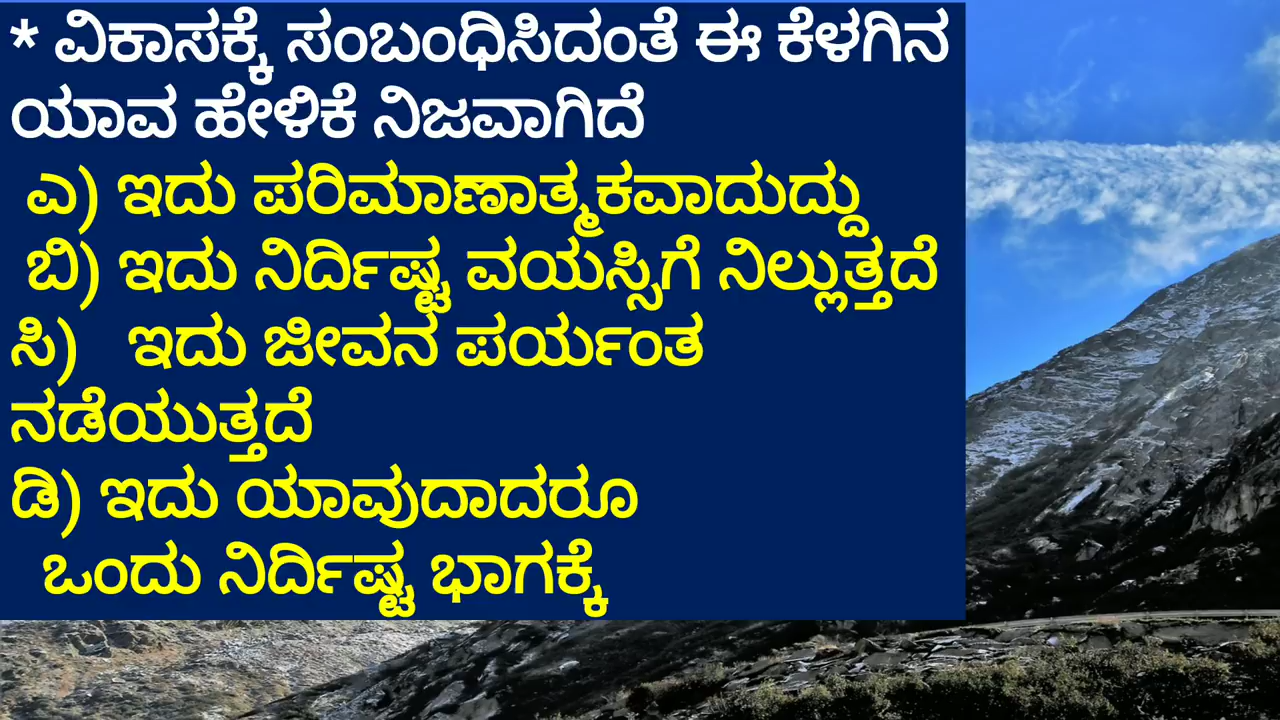 * ವಿಕಾಸಕ್ಕೆ ಸಂಬಂಧಿಸಿದಂತೆ ಈ ಕೆಳಗಿನ
ಯಾವ ಹೇಳಿಕೆ ನಿಜವಾಗಿದೆ
ಎ) ಇದು ಪರಿಮಾಣಾತ್ಮಕವಾದುದ್ದು
ಬಿ) ಇದು ನಿರ್ದಿಷ್ಟ ವಯಸ್ಸಿಗೆ ನಿಲ್ಲುತ್ತದೆ
ಸಿ) ಇದು ಜೀವನ ಪರ್ಯಂತ
ನಡೆಯುತ್ತದೆ
ಡಿ) ಇದು ಯಾವುದಾದರೂ
ಒಂದು ನಿರ್ದಿಷ್ಟ ಭಾಗಕ್ಕೆ